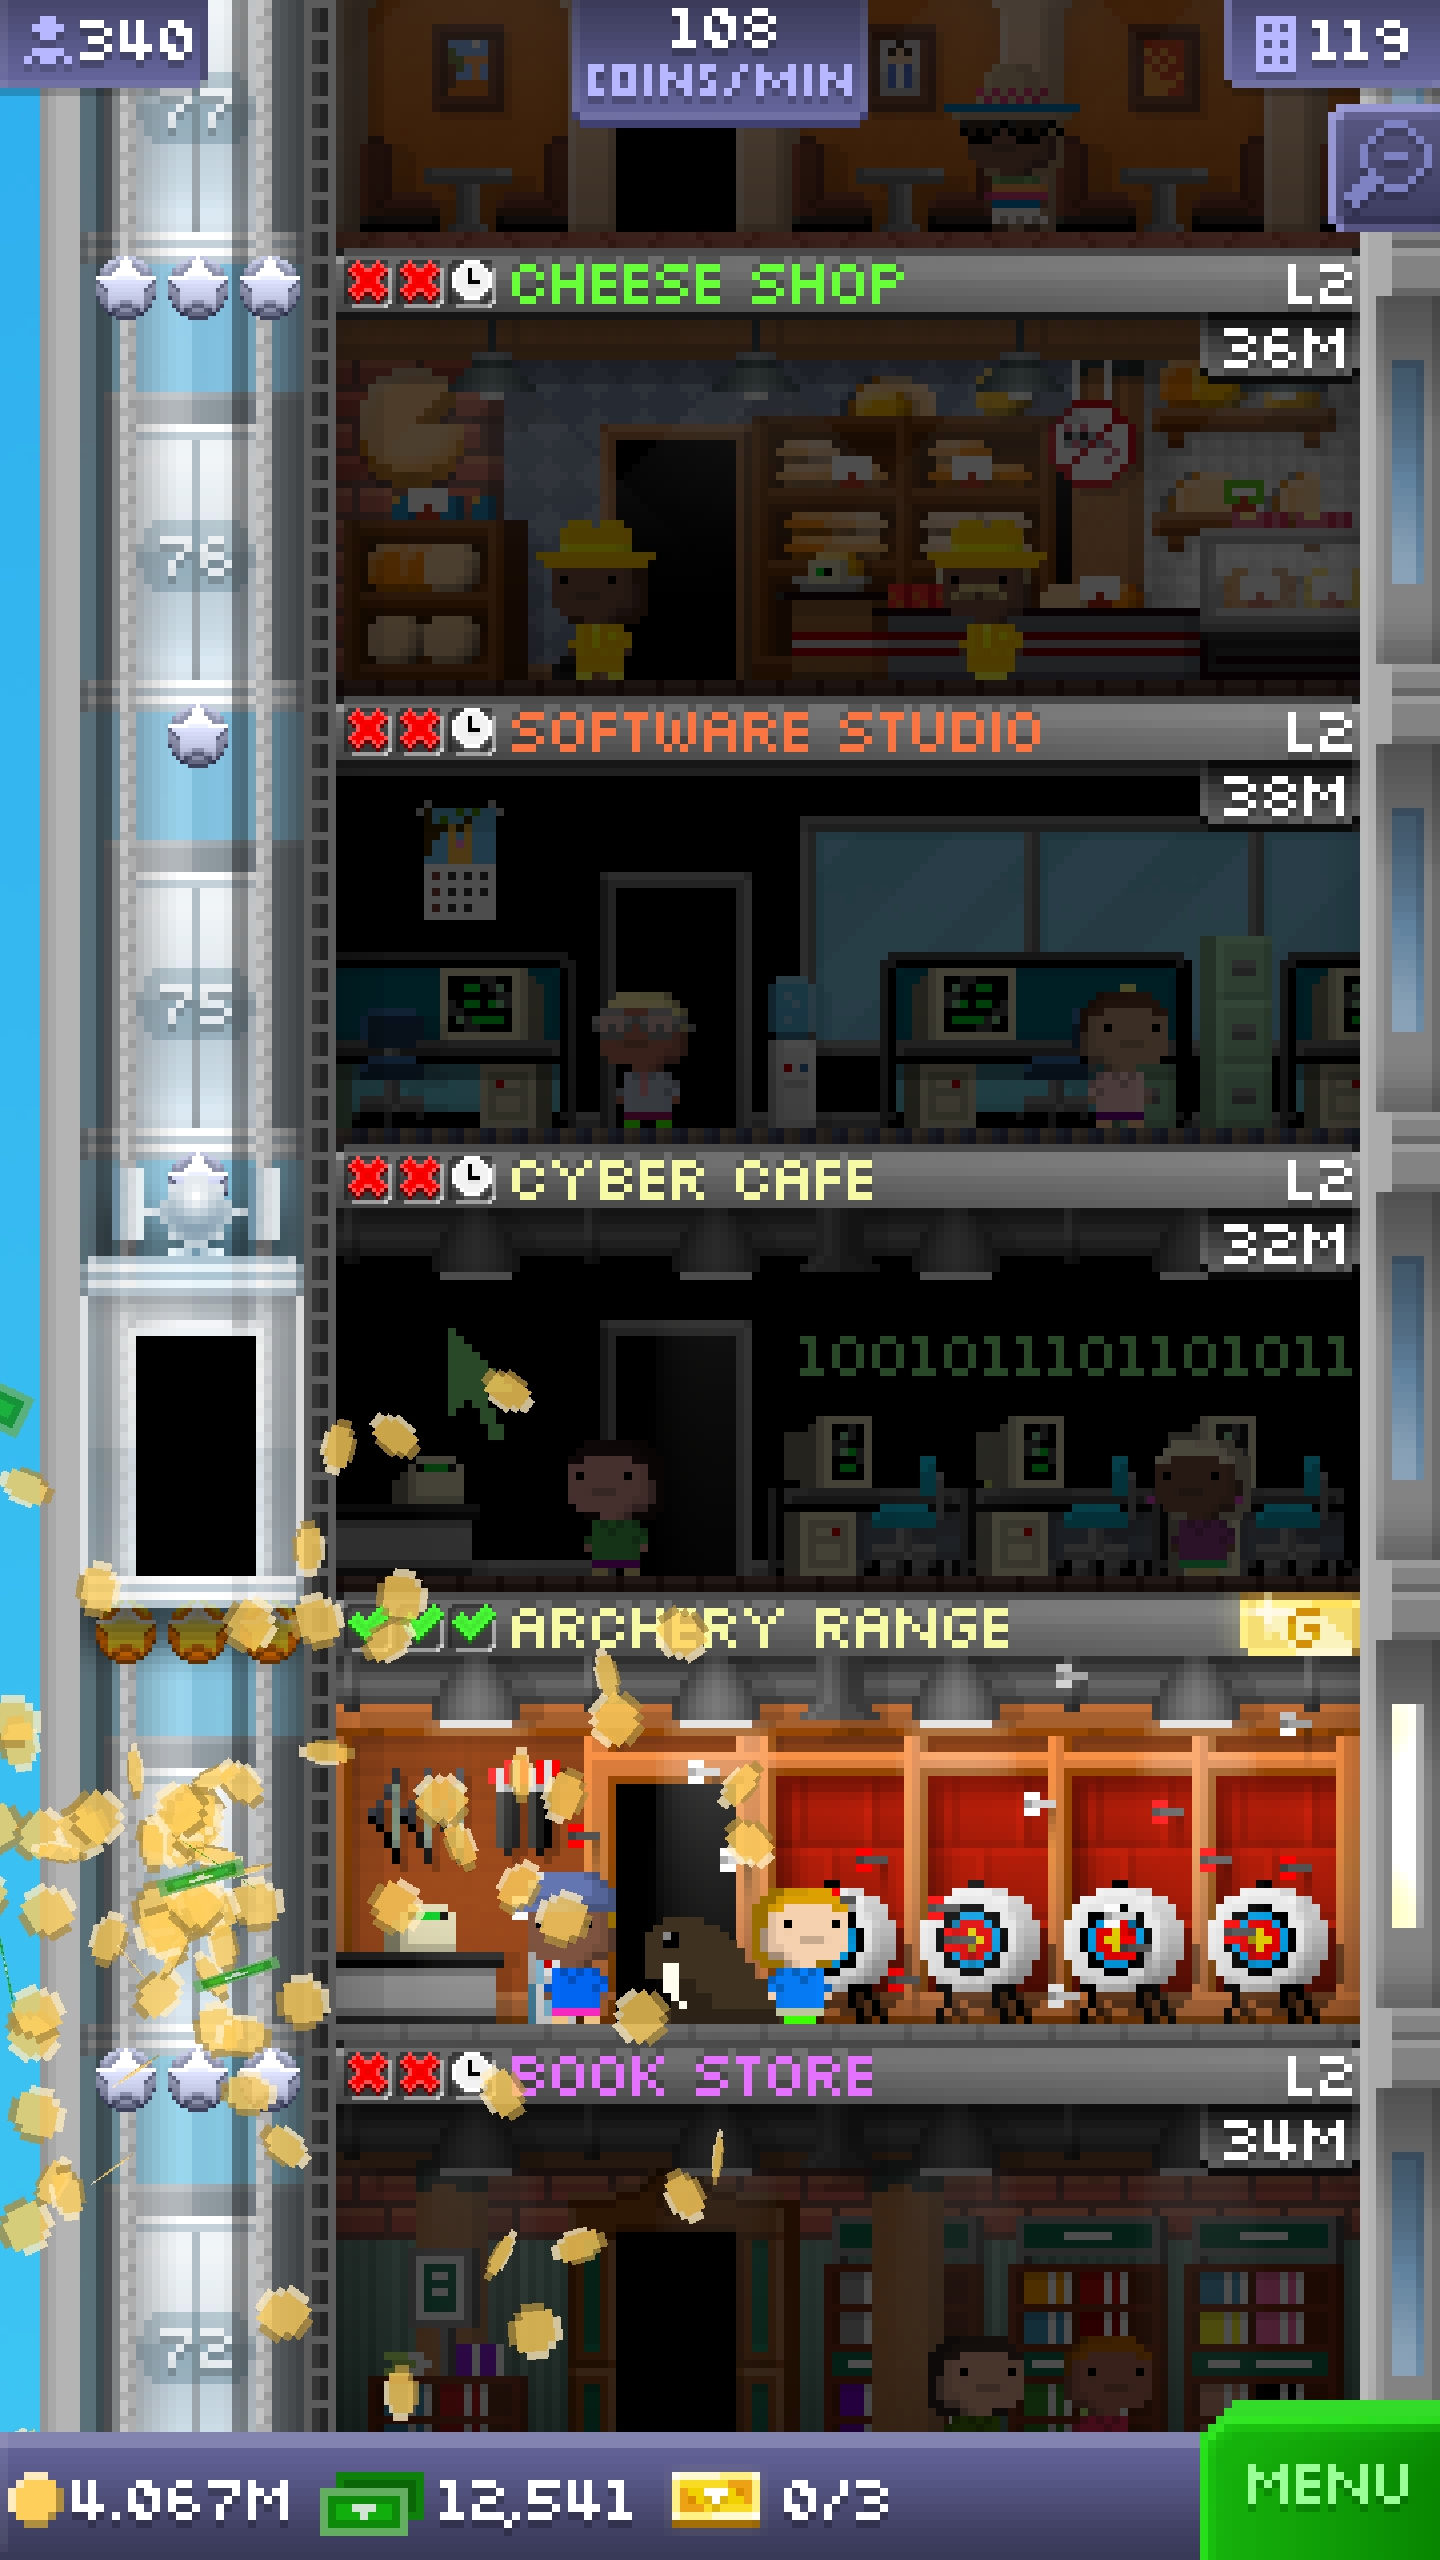 340
108
COINS/MIN
119
77
CHEESE SHOP L2
36M
76
SOFTWARE STUDIO L2
38M
75
CYBER CAFE L2
32M
1001011101101011
ARCHERY RANGE G
BOOK STORE L2
34M
72
4.067M 12,541 0/3 MENU